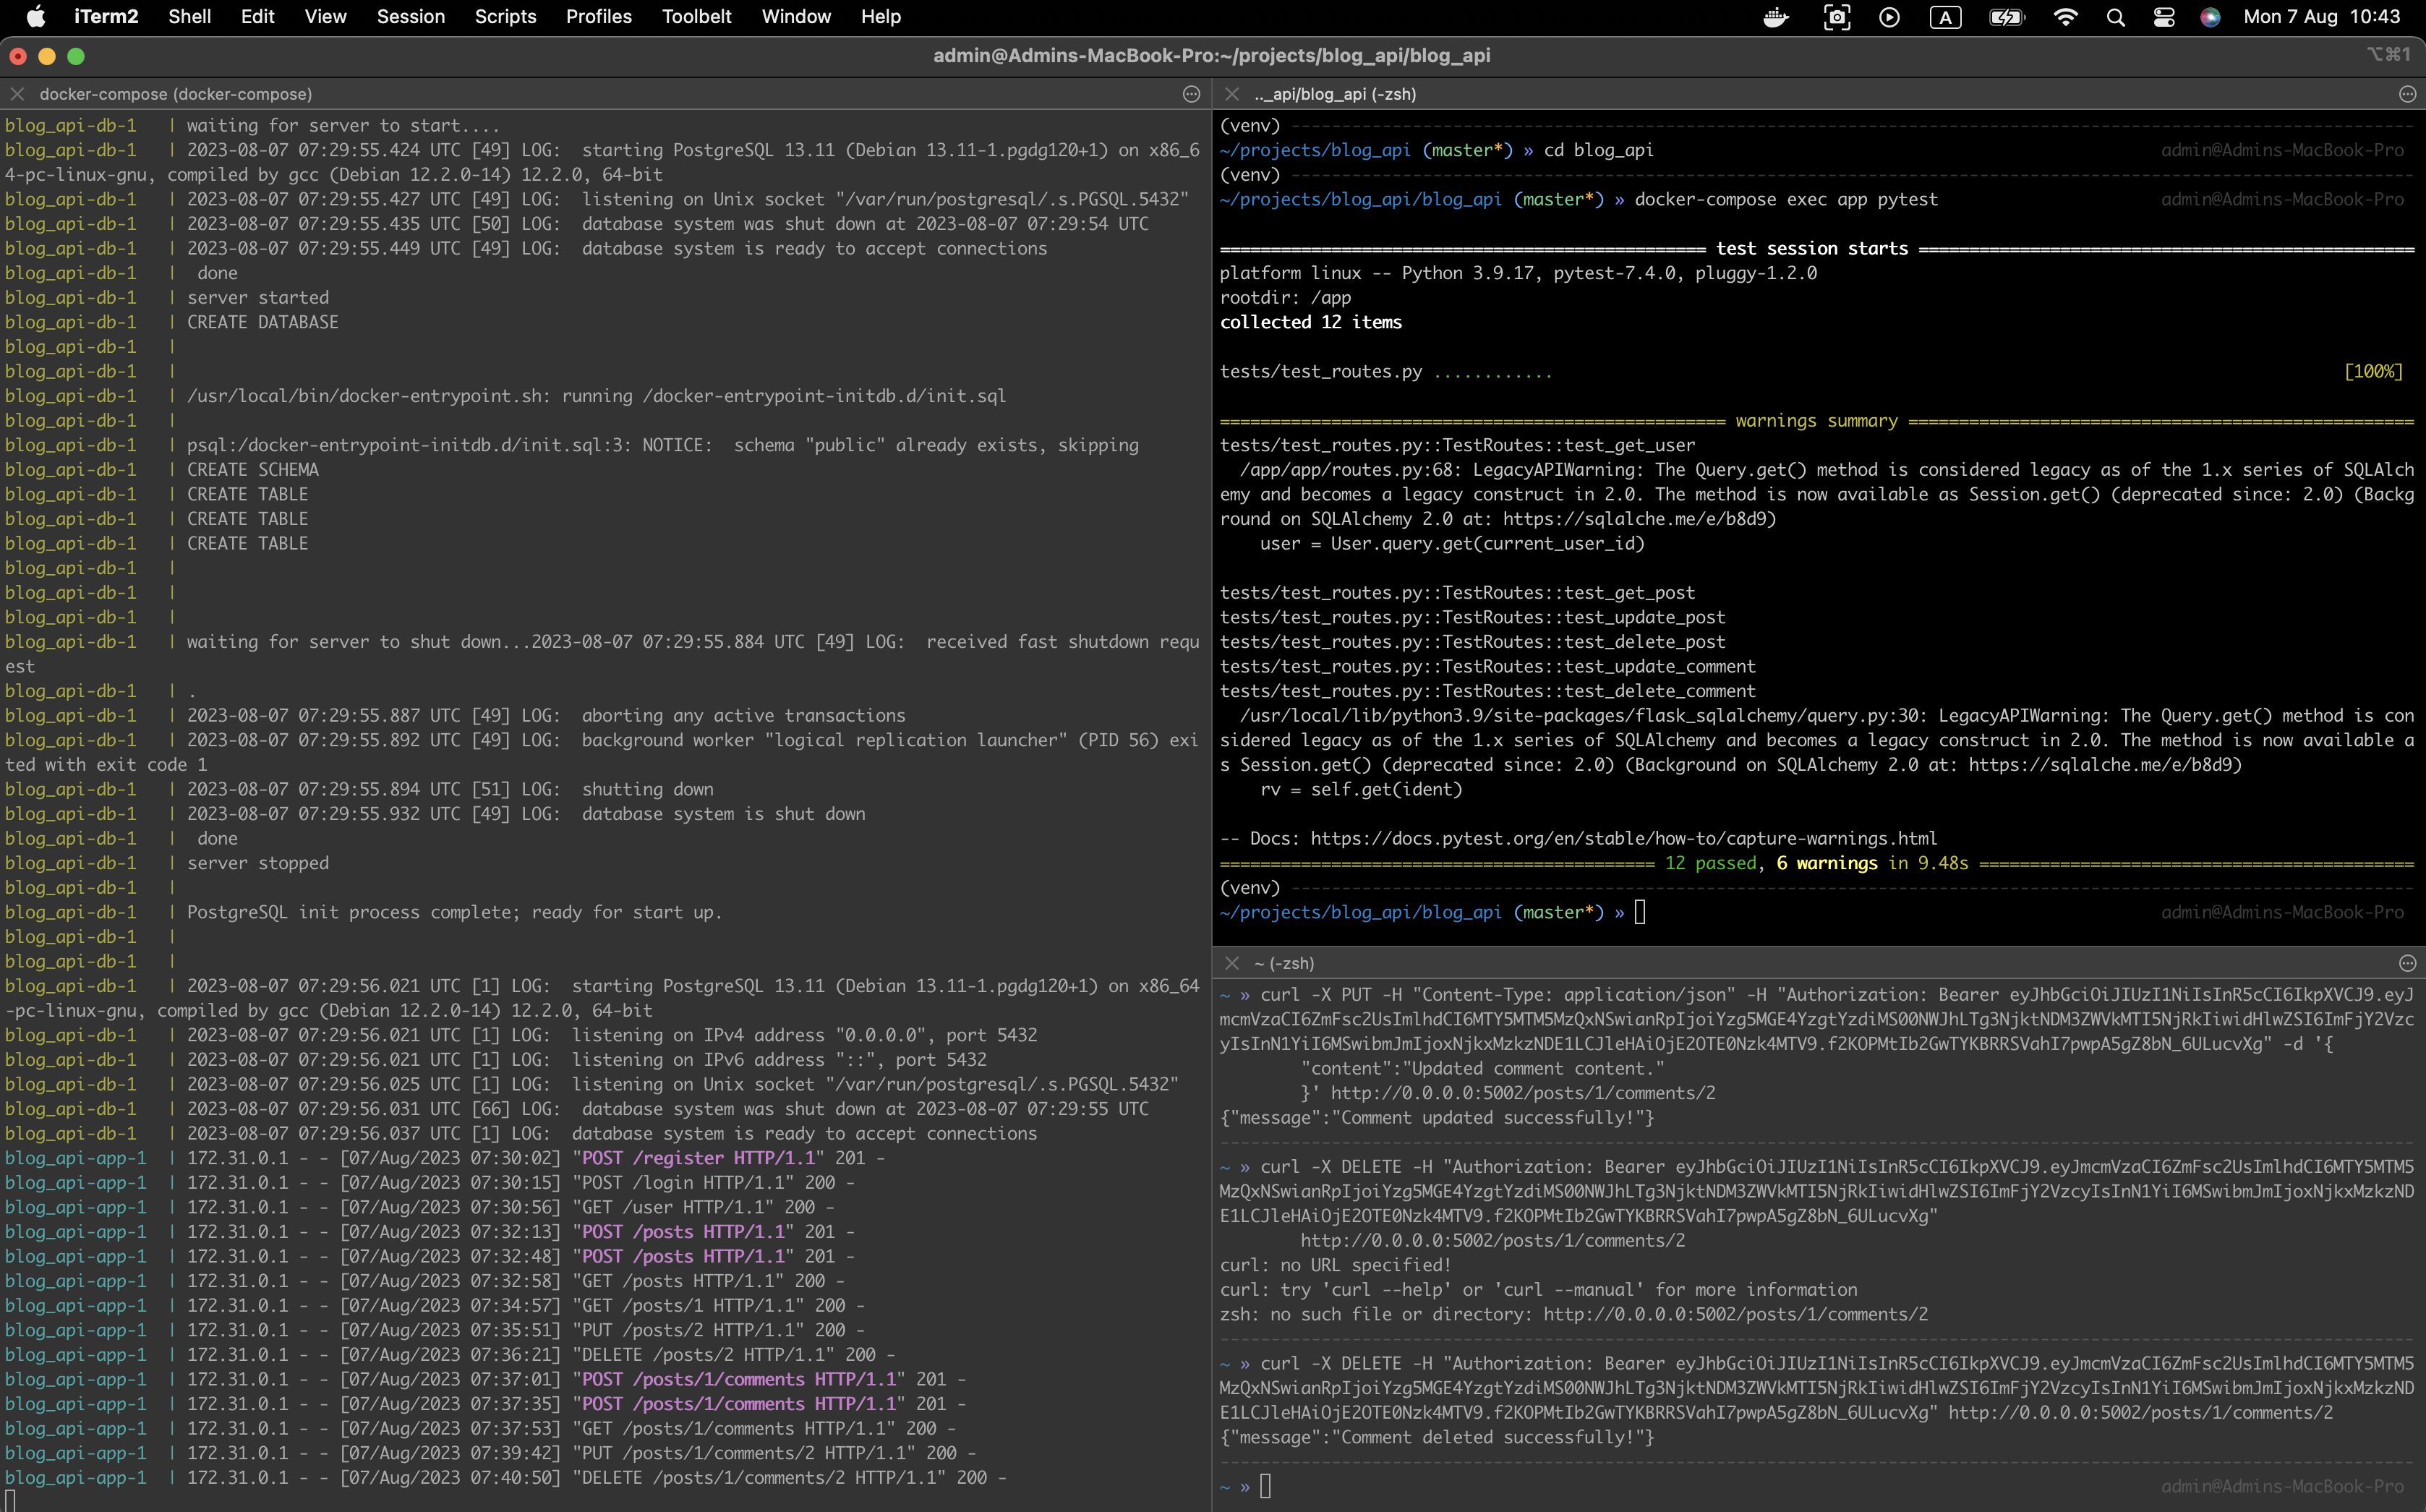 iTerm2 Shell Edit View Session Scripts Profiles Toolbelt Window Help A Mon 7 Aug 10:43
admin@Admins-MacBook-Pro:~/projects/blog_api/blog_api ⌥⌘1
docker-compose (docker-compose)
blog_api-db-1 | waiting for server to start....
blog_api-db-1 | 2023-08-07 07:29:55.424 UTC [49] LOG: starting PostgreSQL 13.11 (Debian 13.11-1.pgdg120+1) on x86_6
4-pc-linux-gnu, compiled by gcc (Debian 12.2.0-14) 12.2.0, 64-bit
blog_api-db-1 | 2023-08-07 07:29:55.427 UTC [49] LOG: listening on Unix socket "/var/run/postgresql/.s.PGSQL.5432"
blog_api-db-1 | 2023-08-07 07:29:55.435 UTC [50] LOG: database system was shut down at 2023-08-07 07:29:54 UTC
blog_api-db-1 | 2023-08-07 07:29:55.449 UTC [49] LOG: database system is ready to accept connections
blog_api-db-1 | done
blog_api-db-1 | server started
blog_api-db-1 | CREATE DATABASE
blog_api-db-1 |
blog_api-db-1 |
blog_api-db-1 | /usr/local/bin/docker-entrypoint.sh: running /docker-entrypoint-initdb.d/init.sql
blog_api-db-1 |
blog_api-db-1 | psql:/docker-entrypoint-initdb.d/init.sql:3: NOTICE: schema "public" already exists, skipping
blog_api-db-1 | CREATE SCHEMA
blog_api-db-1 | CREATE TABLE
blog_api-db-1 | CREATE TABLE
blog_api-db-1 | CREATE TABLE
blog_api-db-1 |
blog_api-db-1 |
blog_api-db-1 |
blog_api-db-1 | waiting for server to shut down...2023-08-07 07:29:55.884 UTC [49] LOG: received fast shutdown requ
est
blog_api-db-1 | .
blog_api-db-1 | 2023-08-07 07:29:55.887 UTC [49] LOG: aborting any active transactions
blog_api-db-1 | 2023-08-07 07:29:55.892 UTC [49] LOG: background worker "logical replication launcher" (PID 56) exi
ted with exit code 1
blog_api-db-1 | 2023-08-07 07:29:55.894 UTC [51] LOG: shutting down
blog_api-db-1 | 2023-08-07 07:29:55.932 UTC [49] LOG: database system is shut down
blog_api-db-1 | done
blog_api-db-1 | server stopped
blog_api-db-1 |
blog_api-db-1 | PostgreSQL init process complete; ready for start up.
blog_api-db-1 |
blog_api-db-1 |
blog_api-db-1 | 2023-08-07 07:29:56.021 UTC [1] LOG: starting PostgreSQL 13.11 (Debian 13.11-1.pgdg120+1) on x86_64
-pc-linux-gnu, compiled by gcc (Debian 12.2.0-14) 12.2.0, 64-bit
blog_api-db-1 | 2023-08-07 07:29:56.021 UTC [1] LOG: listening on IPv4 address "0.0.0.0", port 5432
blog_api-db-1 | 2023-08-07 07:29:56.021 UTC [1] LOG: listening on IPv6 address "::", port 5432
blog_api-db-1 | 2023-08-07 07:29:56.025 UTC [1] LOG: listening on Unix socket "/var/run/postgresql/.s.PGSQL.5432"
blog_api-db-1 | 2023-08-07 07:29:56.031 UTC [66] LOG: database system was shut down at 2023-08-07 07:29:55 UTC
blog_api-db-1 | 2023-08-07 07:29:56.037 UTC [1] LOG: database system is ready to accept connections
blog_api-app-1 | 172.31.0.1 - - [07/Aug/2023 07:30:02] "POST /register HTTP/1.1" 201 -
blog_api-app-1 | 172.31.0.1 - - [07/Aug/2023 07:30:15] "POST /login HTTP/1.1" 200 -
blog_api-app-1 | 172.31.0.1 - - [07/Aug/2023 07:30:56] "GET /user HTTP/1.1" 200 -
blog_api-app-1 | 172.31.0.1 - - [07/Aug/2023 07:32:13] "POST /posts HTTP/1.1" 201 -
blog_api-app-1 | 172.31.0.1 - - [07/Aug/2023 07:32:48] "POST /posts HTTP/1.1" 201 -
blog_api-app-1 | 172.31.0.1 - - [07/Aug/2023 07:32:58] "GET /posts HTTP/1.1" 200 -
blog_api-app-1 | 172.31.0.1 - - [07/Aug/2023 07:34:57] "GET /posts/1 HTTP/1.1" 200 -
blog_api-app-1 | 172.31.0.1 - - [07/Aug/2023 07:35:51] "PUT /posts/2 HTTP/1.1" 200 -
blog_api-app-1 | 172.31.0.1 - - [07/Aug/2023 07:36:21] "DELETE /posts/2 HTTP/1.1" 200 -
blog_api-app-1 | 172.31.0.1 - - [07/Aug/2023 07:37:01] "POST /posts/1/comments HTTP/1.1" 201 -
blog_api-app-1 | 172.31.0.1 - - [07/Aug/2023 07:37:35] "POST /posts/1/comments HTTP/1.1" 201 -
blog_api-app-1 | 172.31.0.1 - - [07/Aug/2023 07:37:53] "GET /posts/1/comments HTTP/1.1" 200 -
blog_api-app-1 | 172.31.0.1 - - [07/Aug/2023 07:39:42] "PUT /posts/1/comments/2 HTTP/1.1" 200 -
blog_api-app-1 | 172.31.0.1 - - [07/Aug/2023 07:40:50] "DELETE /posts/1/comments/2 HTTP/1.1" 200 -
.._api/blog_api (-zsh)
(venv)
~/projects/blog_api (master*) » cd blog_api admin@Admins-MacBook-Pro
(venv)
~/projects/blog_api/blog_api (master*) » docker-compose exec app pytest admin@Admins-MacBook-Pro
test session starts
platform linux -- Python 3.9.17, pytest-7.4.0, pluggy-1.2.0
rootdir: /app
collected 12 items
tests/test_routes.py ............ [100%]
warnings summary
tests/test_routes.py::TestRoutes::test_get_user
/app/app/routes.py:68: LegacyAPIWarning: The Query.get() method is considered legacy as of the 1.x series of SQLAlch
emy and becomes a legacy construct in 2.0. The method is now available as Session.get() (deprecated since: 2.0) (Backg
round on SQLAlchemy 2.0 at: https://sqlalche.me/e/b8d9)
user = User.query.get(current_user_id)
tests/test_routes.py::TestRoutes::test_get_post
tests/test_routes.py::TestRoutes::test_update_post
tests/test_routes.py::TestRoutes::test_delete_post
tests/test_routes.py::TestRoutes::test_update_comment
tests/test_routes.py::TestRoutes::test_delete_comment
/usr/local/lib/python3.9/site-packages/flask_sqlalchemy/query.py:30: LegacyAPIWarning: The Query.get() method is con
sidered legacy as of the 1.x series of SQLAlchemy and becomes a legacy construct in 2.0. The method is now available a
s Session.get() (deprecated since: 2.0) (Background on SQLAlchemy 2.0 at: https://sqlalche.me/e/b8d9)
rv = self.get(ident)
-- Docs: https://docs.pytest.org/en/stable/how-to/capture-warnings.html
12 passed, 6 warnings in 9.48s
(venv)
~/projects/blog_api/blog_api (master*) » admin@Admins-MacBook-Pro
~ (-zsh)
~ » curl -X PUT -H "Content-Type: application/json" -H "Authorization: Bearer eyJhbGciOiJIUzI1NiIsInR5cCI6IkpXVCJ9.eyJ
mcmVzaCI6ZmFsc2UsImlhdCI6MTY5MTM5MzQxNSwianRpIjoiYzg5MGE4YzgtYzdiMS00NWJhLTg3NjktNDM3ZWVkMTI5NjRkIiwidHlwZSI6ImFjY2Vzc
yIsInN1YiI6MSwibmJmIjoxNjkxMzkzNDE1LCJleHAiOjE2OTE0Nzk4MTV9.f2KOPMtIb2GwTYKBRRSVahI7pwpA5gZ8bN_6ULucvXg" -d '{
"content":"Updated comment content."
}' http://0.0.0.0:5002/posts/1/comments/2
{"message":"Comment updated successfully!"}
~ » curl -X DELETE -H "Authorization: Bearer eyJhbGciOiJIUzI1NiIsInR5cCI6IkpXVCJ9.eyJmcmVzaCI6ZmFsc2UsImlhdCI6MTY5MTM5
MzQxNSwianRpIjoiYzg5MGE4YzgtYzdiMS00NWJhLTg3NjktNDM3ZWVkMTI5NjRkIiwidHlwZSI6ImFjY2VzcyIsInN1YiI6MSwibmJmIjoxNjkxMzkzND
E1LCJleHAiOjE2OTE0Nzk4MTV9.f2KOPMtIb2GwTYKBRRSVahI7pwpA5gZ8bN_6ULucvXg"
http://0.0.0.0:5002/posts/1/comments/2
curl: no URL specified!
curl: try 'curl --help' or 'curl --manual' for more information
zsh: no such file or directory: http://0.0.0.0:5002/posts/1/comments/2
~ » curl -X DELETE -H "Authorization: Bearer eyJhbGciOiJIUzI1NiIsInR5cCI6IkpXVCJ9.eyJmcmVzaCI6ZmFsc2UsImlhdCI6MTY5MTM5
MzQxNSwianRpIjoiYzg5MGE4YzgtYzdiMS00NWJhLTg3NjktNDM3ZWVkMTI5NjRkIiwidHlwZSI6ImFjY2VzcyIsInN1YiI6MSwibmJmIjoxNjkxMzkzND
E1LCJleHAiOjE2OTE0Nzk4MTV9.f2KOPMtIb2GwTYKBRRSVahI7pwpA5gZ8bN_6ULucvXg" http://0.0.0.0:5002/posts/1/comments/2
{"message":"Comment deleted successfully!"}
~ » admin@Admins-MacBook-Pro